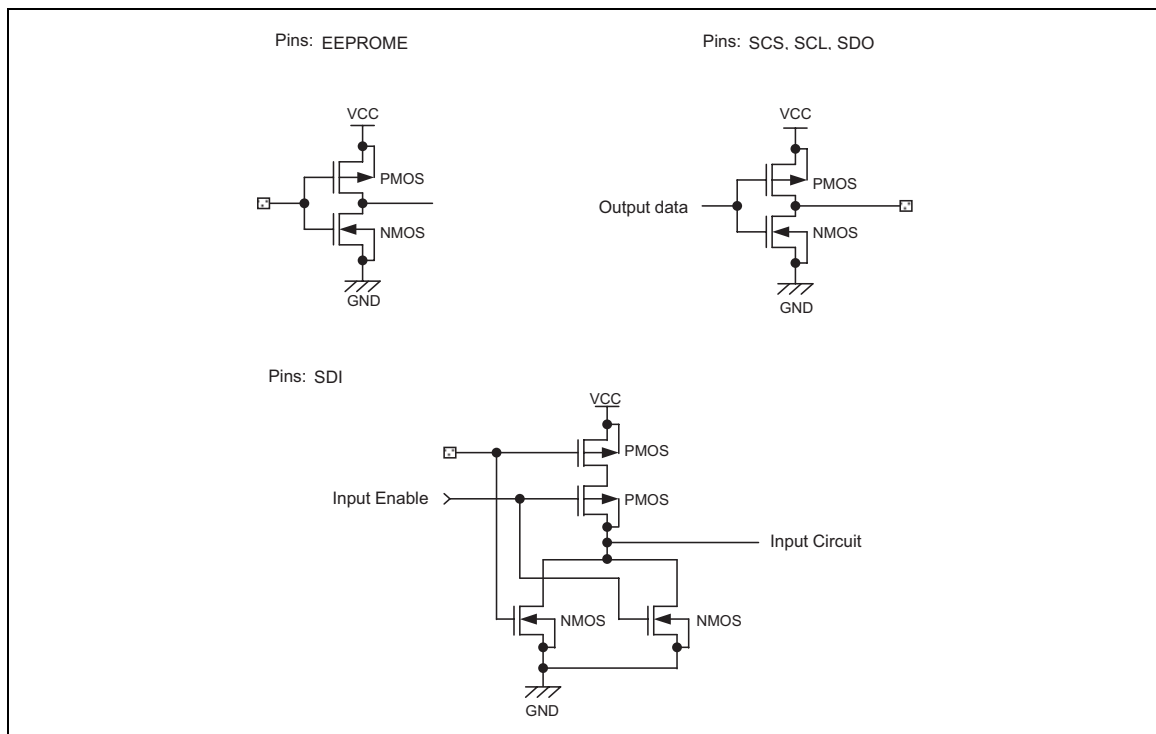 Pins: EEPROME
Pins: SCS, SCL, SDO
VCC
PMOS
NMOS
GND
VCC
PMOS
Output data
NMOS
GND
Pins: SDI
VCC
PMOS
Input Enable
PMOS
Input Circuit
NMOS
NMOS
GND